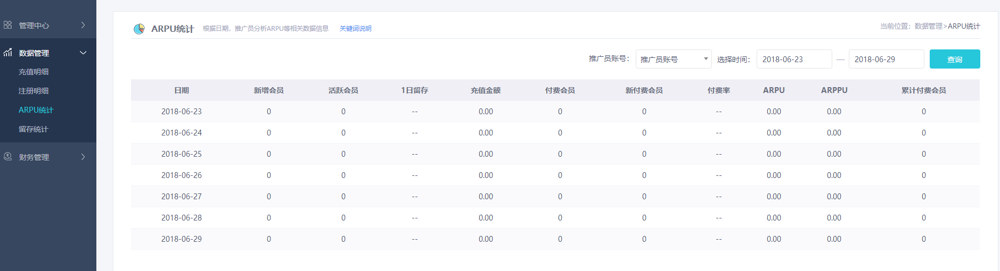 管理中心
数据管理
充值明细
注册明细
ARPU统计
留存统计
财务管理
ARPU统计 根据日期，推广员分析ARPU等相关数据信息 关键词说明
当前位置：数据管理>ARPU统计
推广员账号： 推广员账号 选择时间： 2018-06-23 — 2018-06-29 查询
日期 新增会员 活跃会员 1日留存 充值金额 付费会员 新付费会员 付费率 ARPU ARPPU 累计付费会员
2018-06-23 0 0 -- 0.00 0 0 -- 0.00 0.00 0
2018-06-24 0 0 -- 0.00 0 0 -- 0.00 0.00 0
2018-06-25 0 0 -- 0.00 0 0 -- 0.00 0.00 0
2018-06-26 0 0 -- 0.00 0 0 -- 0.00 0.00 0
2018-06-27 0 0 -- 0.00 0 0 -- 0.00 0.00 0
2018-06-28 0 0 -- 0.00 0 0 -- 0.00 0.00 0
2018-06-29 0 0 -- 0.00 0 0 -- 0.00 0.00 0